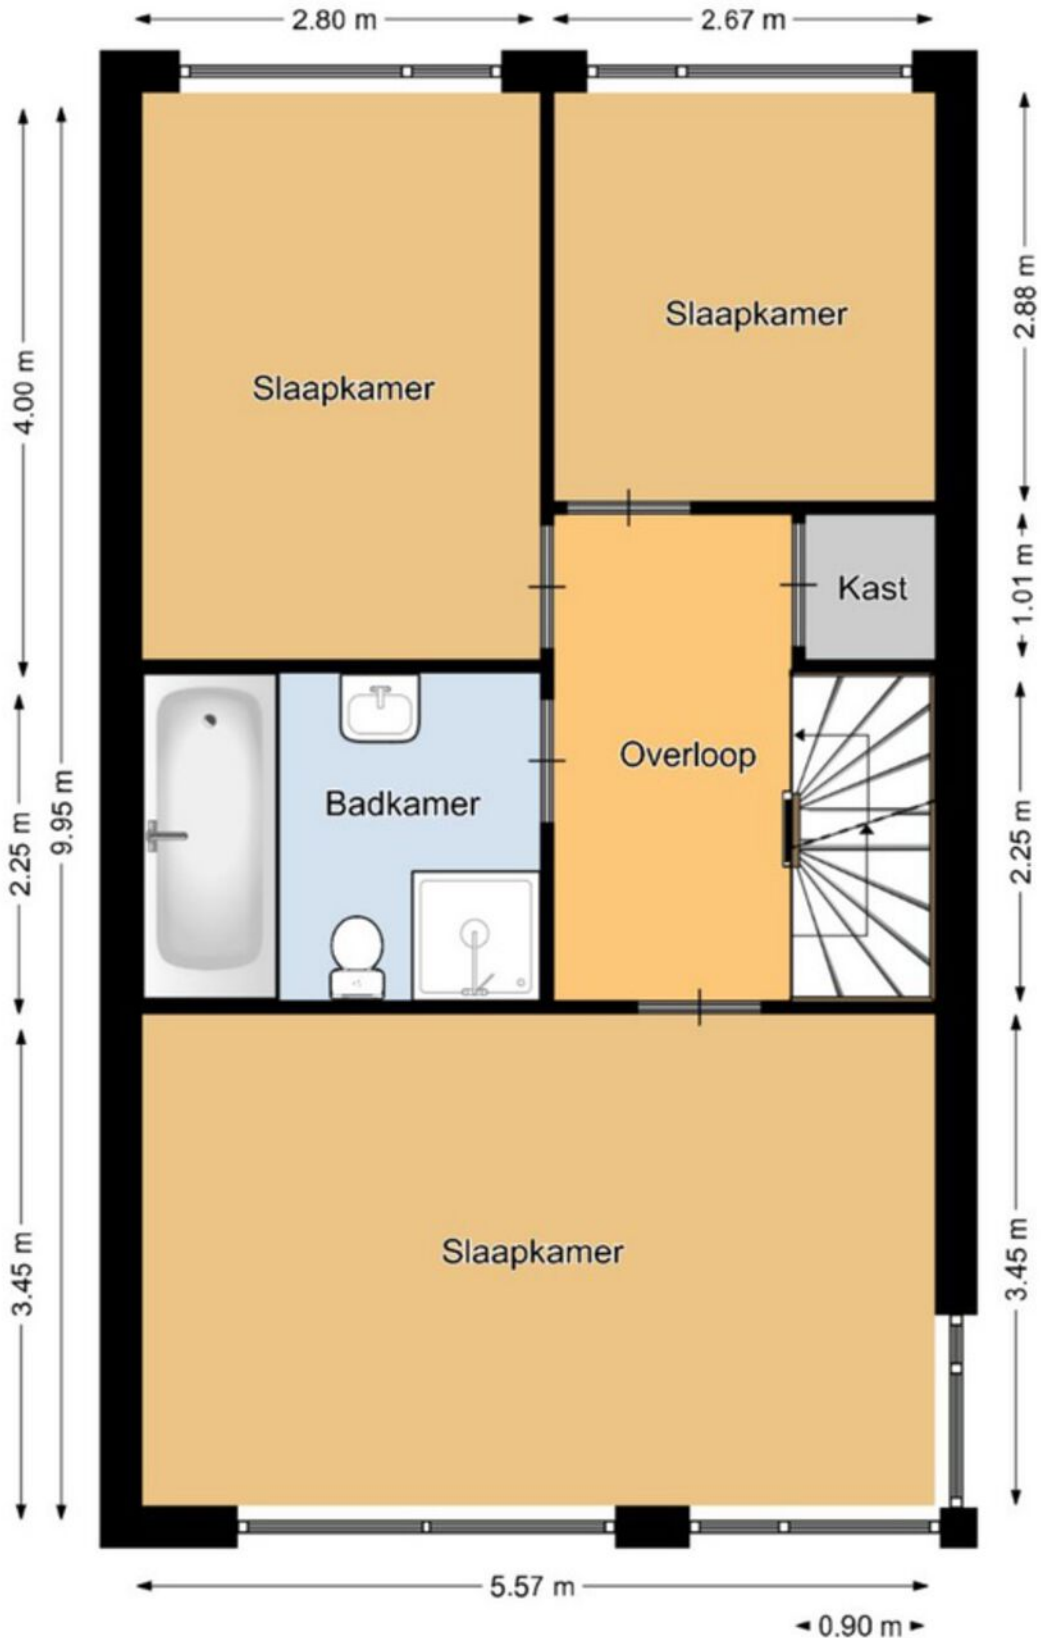 2.80 m
2.67 m
4.00 m
9.95 m
2.88 m
Slaapkamer
Slaapkamer
1.01 m
Kast
Overloop
Badkamer
2.25 m
2.25 m
3.45 m
Slaapkamer
3.45 m
5.57 m
0.90 m